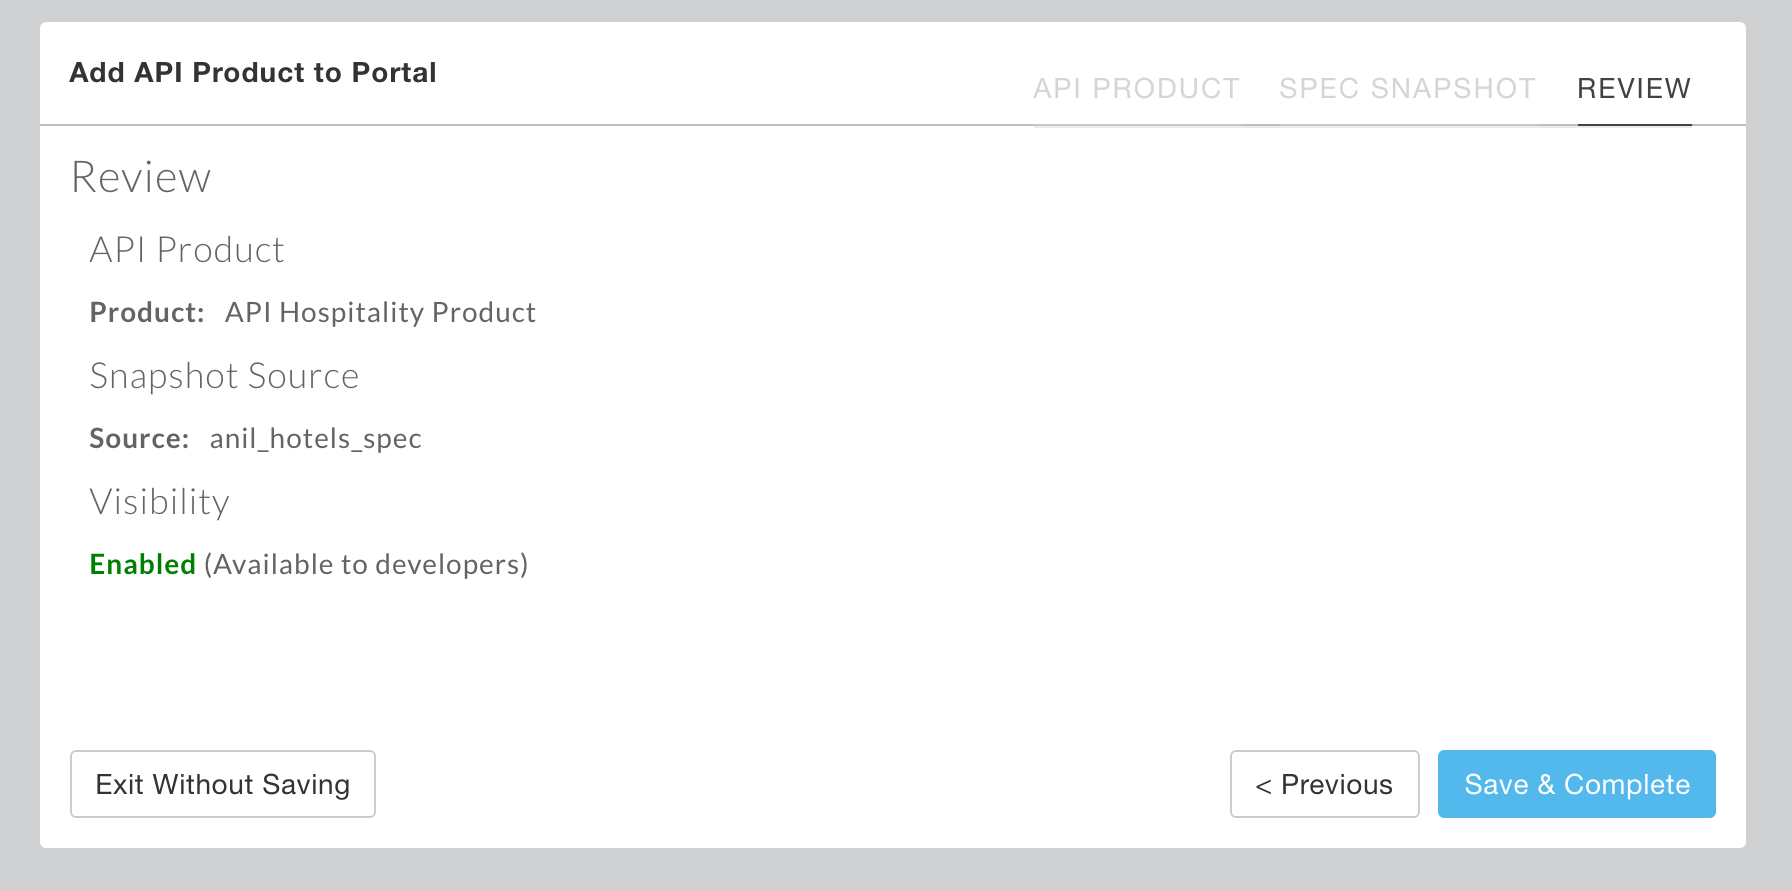 Add API Product to Portal
API PRODUCT SPEC SNAPSHOT REVIEW
Review
API Product
Product: API Hospitality Product
Snapshot Source
Source: anil_hotels_spec
Visibility
Enabled (Available to developers)
Exit Without Saving < Previous Save & Complete